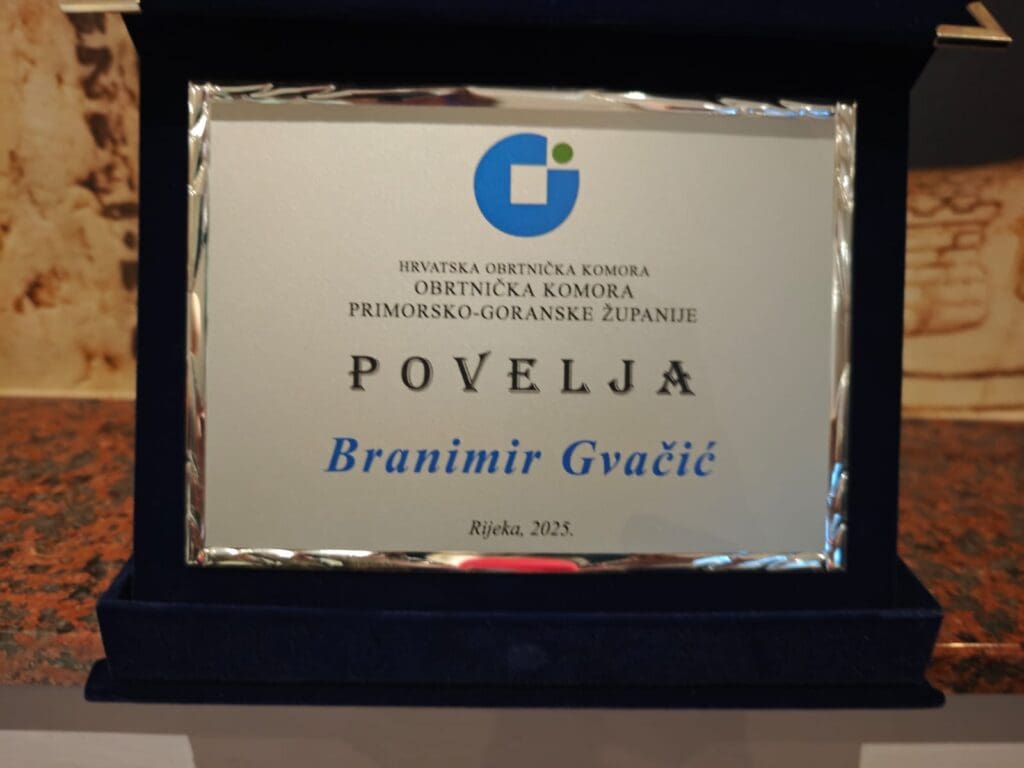 HRVATSKA OBRTNIČKA KOMORA
OBRTNIČKA KOMORA
PRIMORSKO-GORANSKE ŽUPANIJE
POVELJA
Branimir Gvačić
Rijeka, 2025.